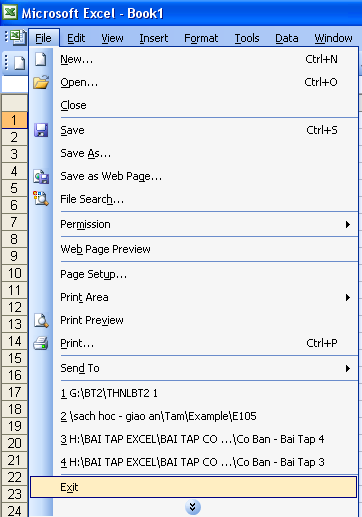 Microsoft Excel - Book1
File Edit View Insert Format Tools Data Window
New... Ctrl+N
Open... Ctrl+O
Close
Save Ctrl+S
Save As...
Save as Web Page...
File Search...
Permission
Web Page Preview
Page Setup...
Print Area
Print Preview
Print... Ctrl+P
Send To
1 G:\BT2\THNLBT2 1
2 \sach hoc - giao an\Tam\Example\E105
3 H:\BAI TAP EXCEL\BAI TAP CO ...\Co Ban - Bai Tap 4
4 H:\BAI TAP EXCEL\BAI TAP CO ...\Co Ban - Bai Tap 3
Exit
1
2
3
4
5
6
7
8
9
10
11
12
13
14
15
16
17
18
19
20
21
22
23